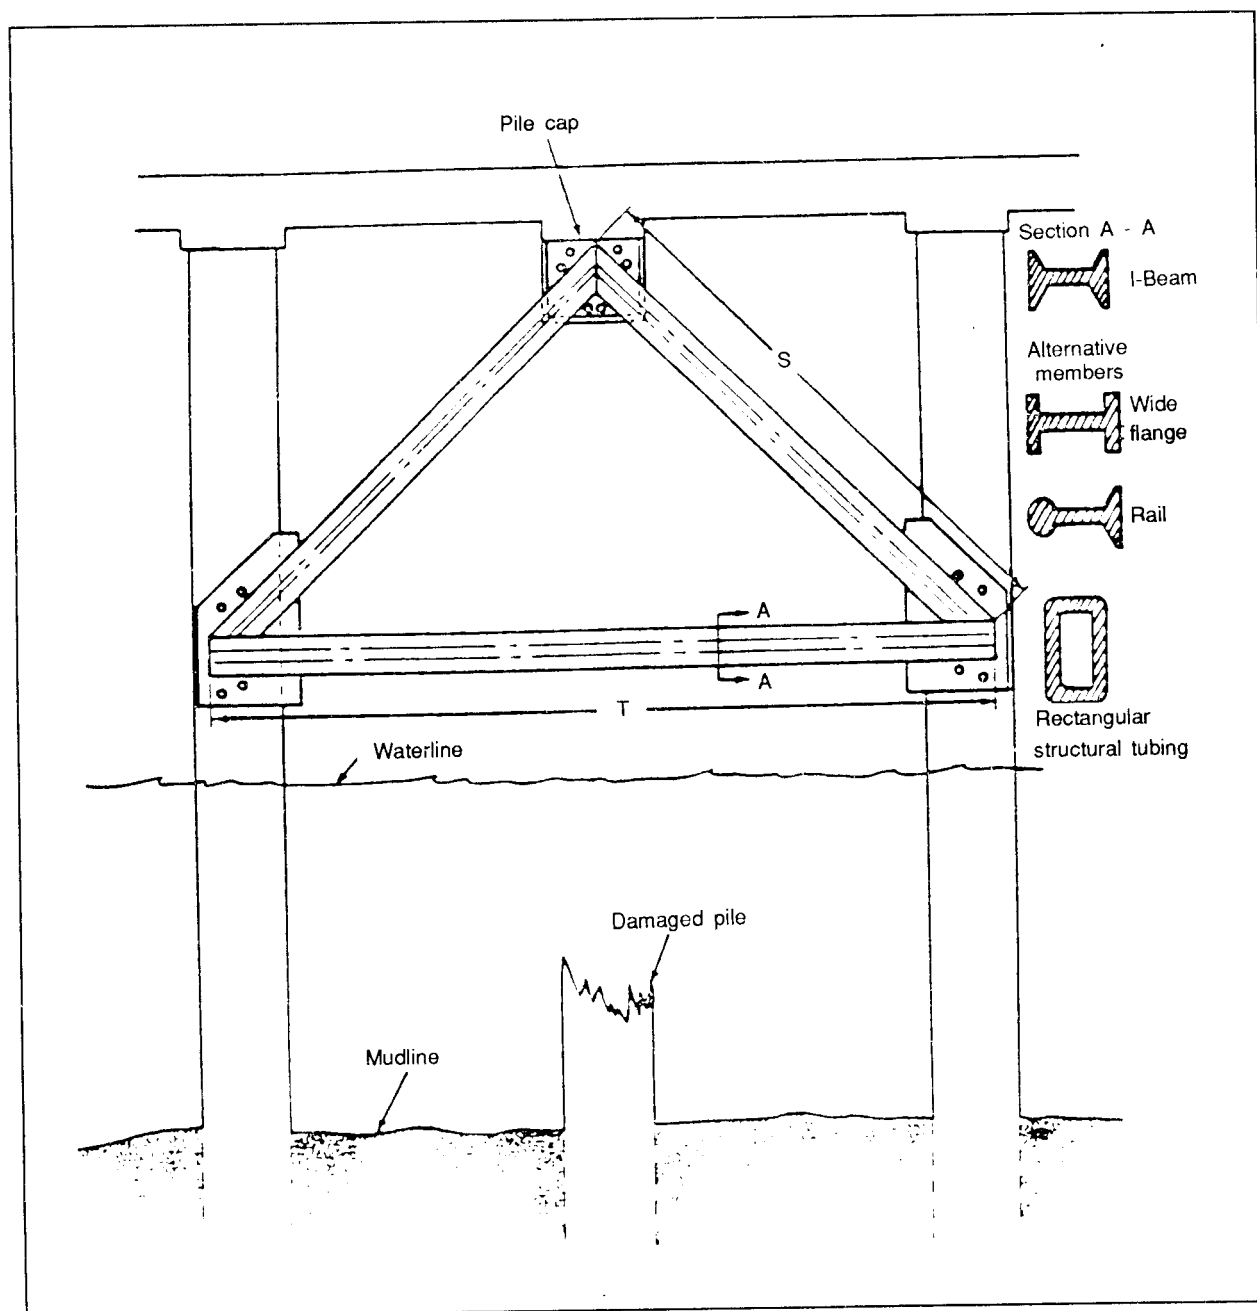 Pile cap
Section A - A
I-Beam
S
Alternative
members
Wide
flange
Rail
A
A
T
Rectangular
structural tubing
Waterline
Damaged pile
Mudline